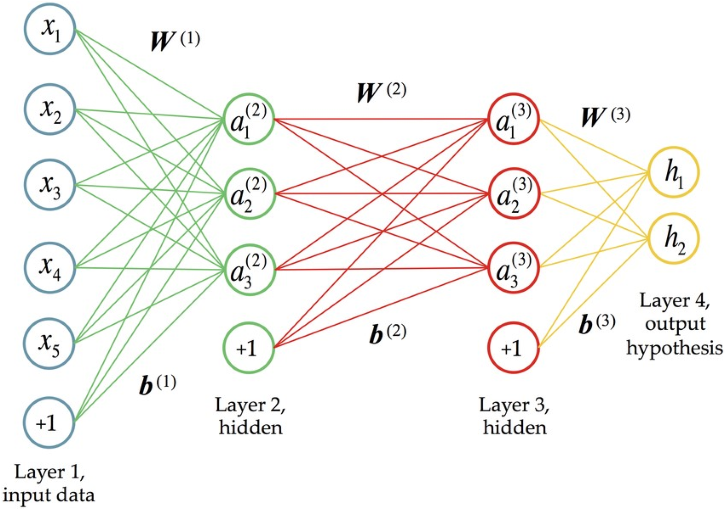 x₁
x₂
x₃
x₄
x₅
+1
Layer 1,
input data
W⁽¹⁾
b⁽¹⁾
a₁⁽²⁾
a₂⁽²⁾
a₃⁽²⁾
+1
Layer 2,
hidden
W⁽²⁾
b⁽²⁾
a₁⁽³⁾
a₂⁽³⁾
a₃⁽³⁾
+1
Layer 3,
hidden
W⁽³⁾
b⁽³⁾
h₁
h₂
Layer 4,
output
hypothesis